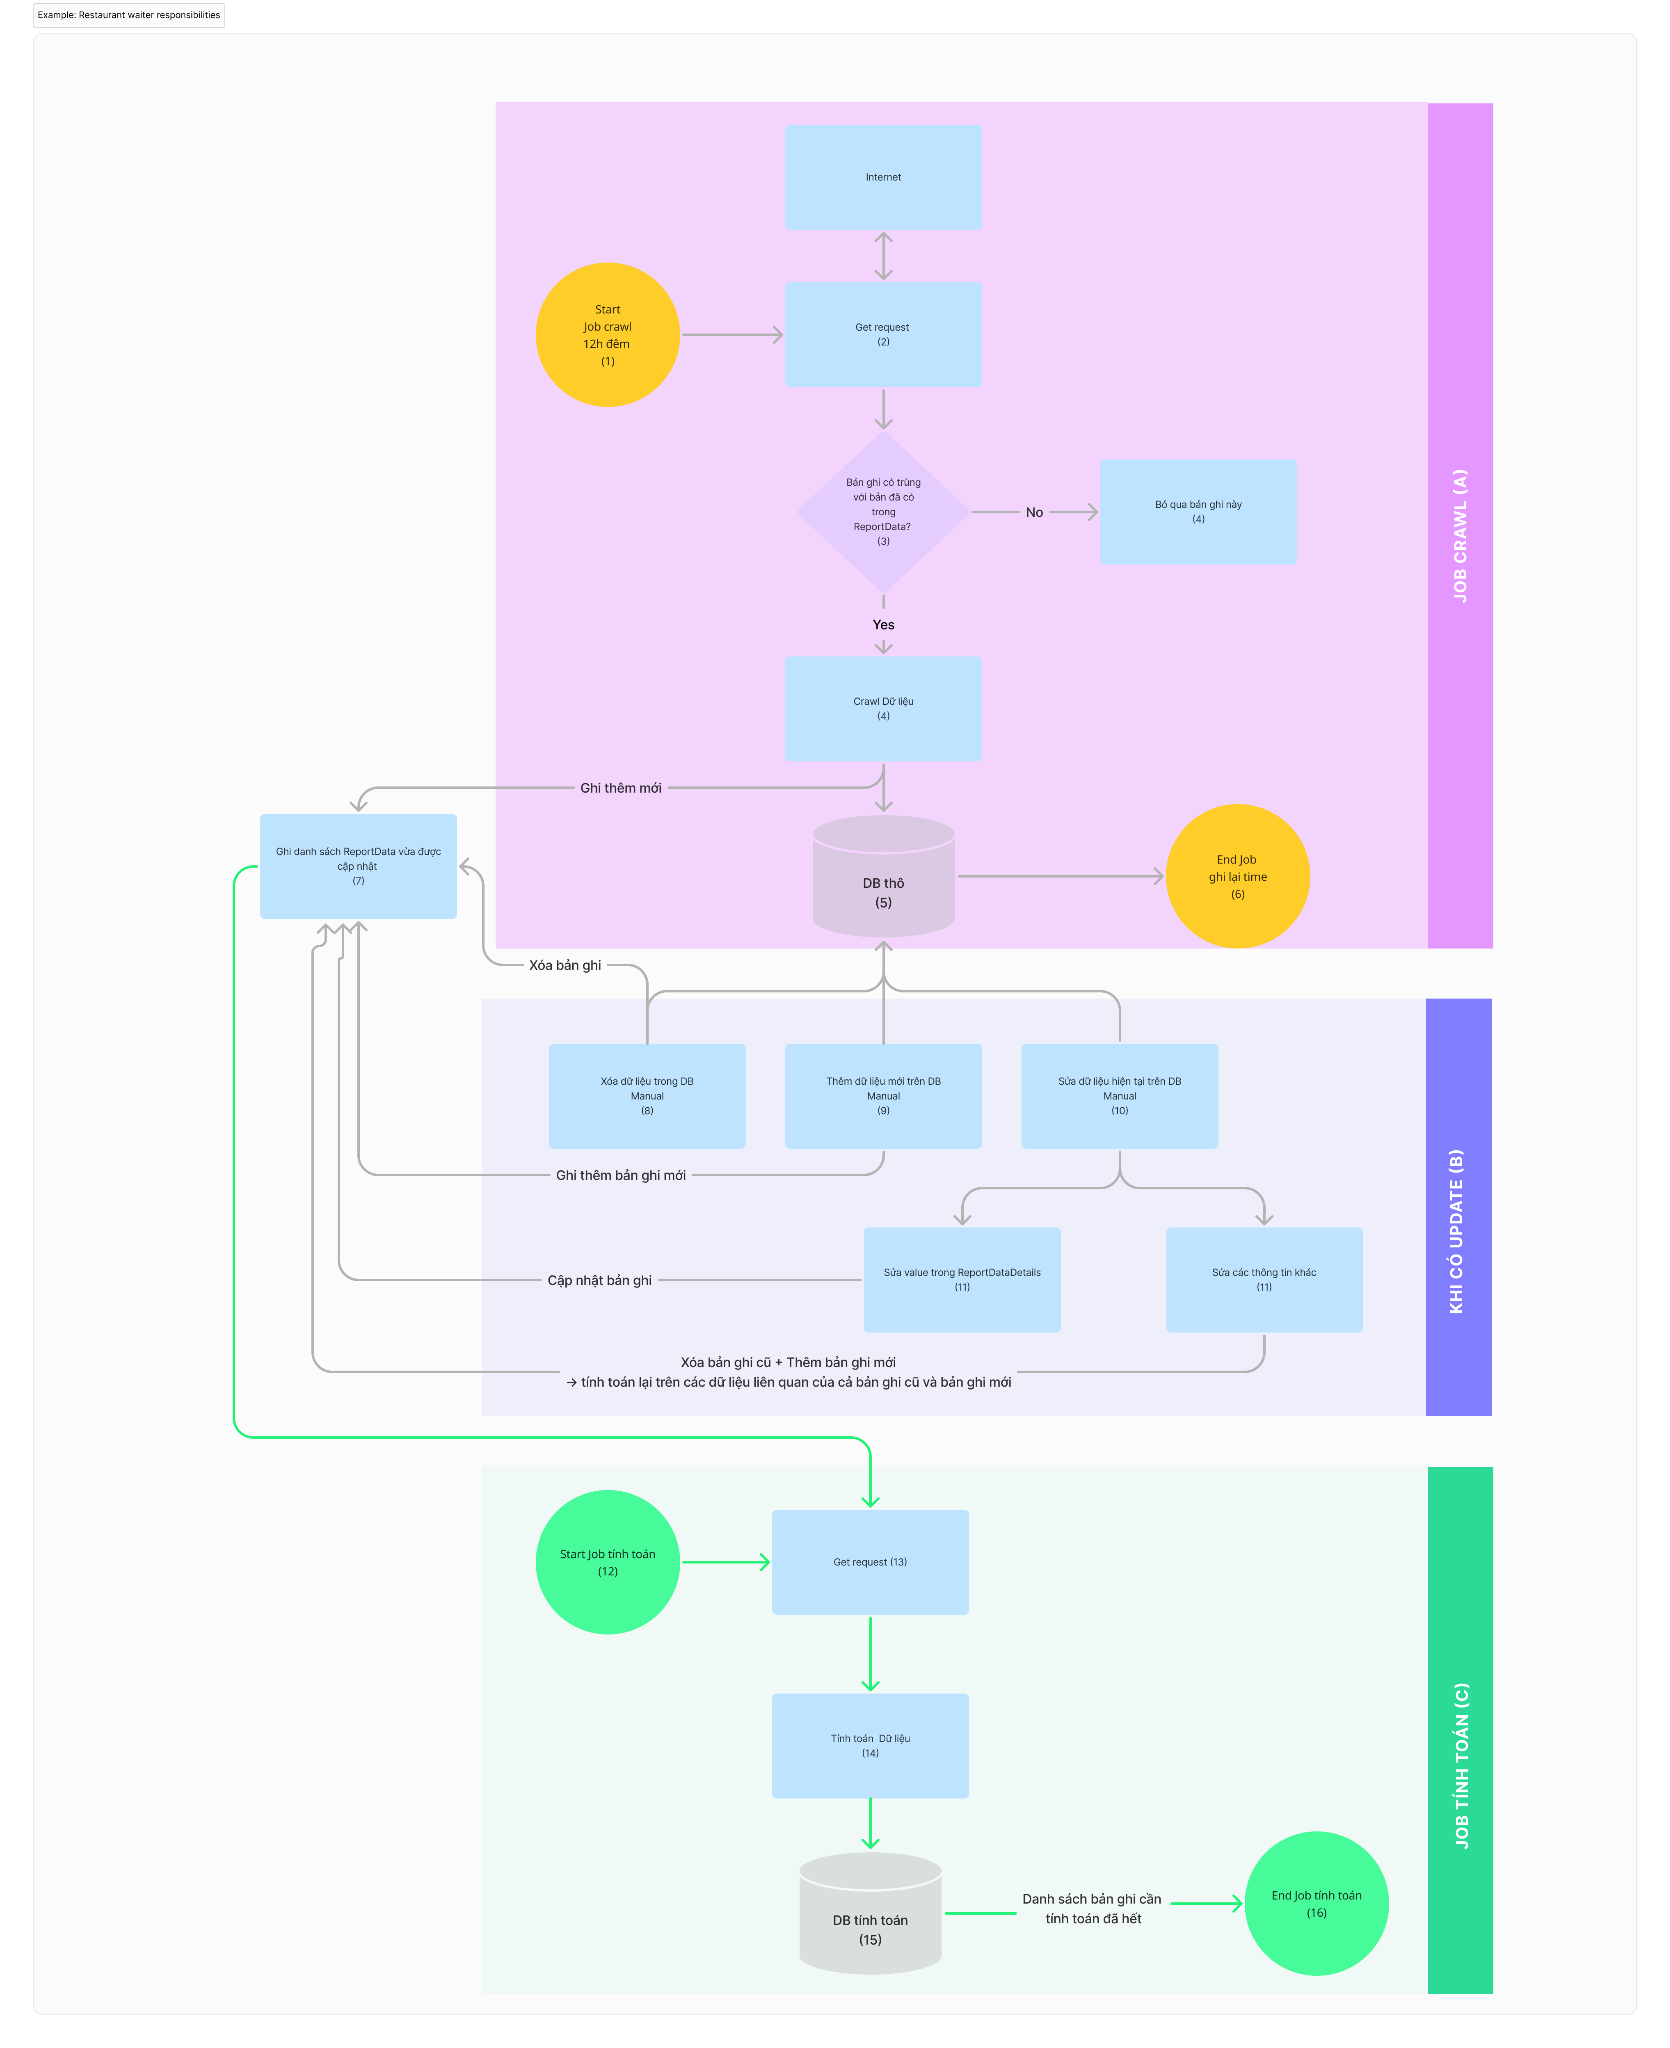 Example: Restaurant waiter responsibilities
Internet
Start
Job crawl
12h đêm
(1)
Get request
(2)
Bản ghi có trùng
với bản đã có
trong
ReportData?
(3)
No
Bỏ qua bản ghi này
(4)
Yes
Crawl Dữ liệu
(4)
JOB CRAWL (A)
Ghi thêm mới
Ghi danh sách ReportData vừa được
cập nhật
(7)
DB thô
(5)
End Job
ghi lại time
(6)
Xóa bản ghi
Xóa dữ liệu trong DB
Manual
(8)
Thêm dữ liệu mới trên DB
Manual
(9)
Sửa dữ liệu hiện tại trên DB
Manual
(10)
Ghi thêm bản ghi mới
Sửa value trong ReportDataDetails
(11)
Sửa các thông tin khác
(11)
Cập nhật bản ghi
KHI CÓ UPDATE (B)
Xóa bản ghi cũ + Thêm bản ghi mới
→ tính toán lại trên các dữ liệu liên quan của cả bản ghi cũ và bản ghi mới
Start Job tính toán
(12)
Get request (13)
Tính toán  Dữ liệu
(14)
JOB TÍNH TOÁN (C)
DB tính toán
(15)
Danh sách bản ghi cần
tính toán đã hết
End Job tính toán
(16)